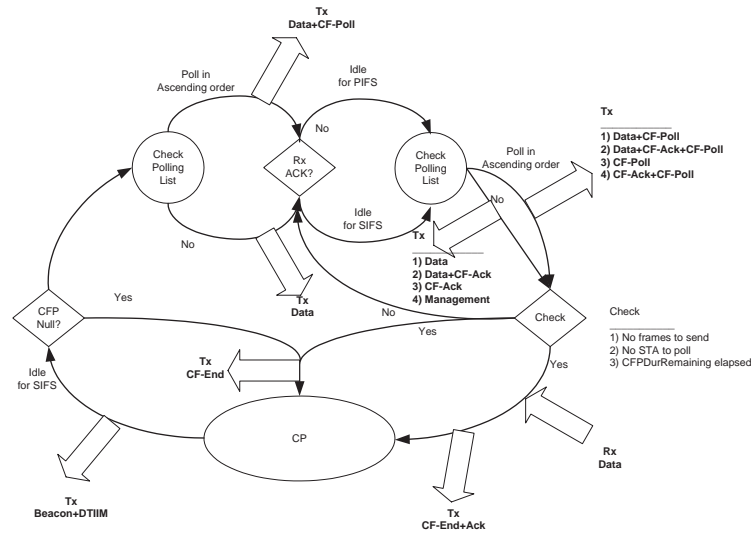 Tx
Data+CF-Poll
Poll in
Ascending order
Idle
for PIFS
Tx
1) Data+CF-Poll
2) Data+CF-Ack+CF-Poll
3) CF-Poll
4) CF-Ack+CF-Poll
No
Check
Polling
List
Rx
ACK?
Check
Polling
List
Poll in
Ascending order
No
No
Idle
for SIFS
Tx
1) Data
2) Data+CF-Ack
3) CF-Ack
4) Management
Tx
Data
CFP
Null?
Yes
No
Yes
Check
Check
1) No frames to send
2) No STA to poll
3) CFPDurRemaining elapsed
Tx
CF-End
Yes
Idle
for SIFS
CP
Rx
Data
Tx
Beacon+DTIIM
Tx
CF-End+Ack